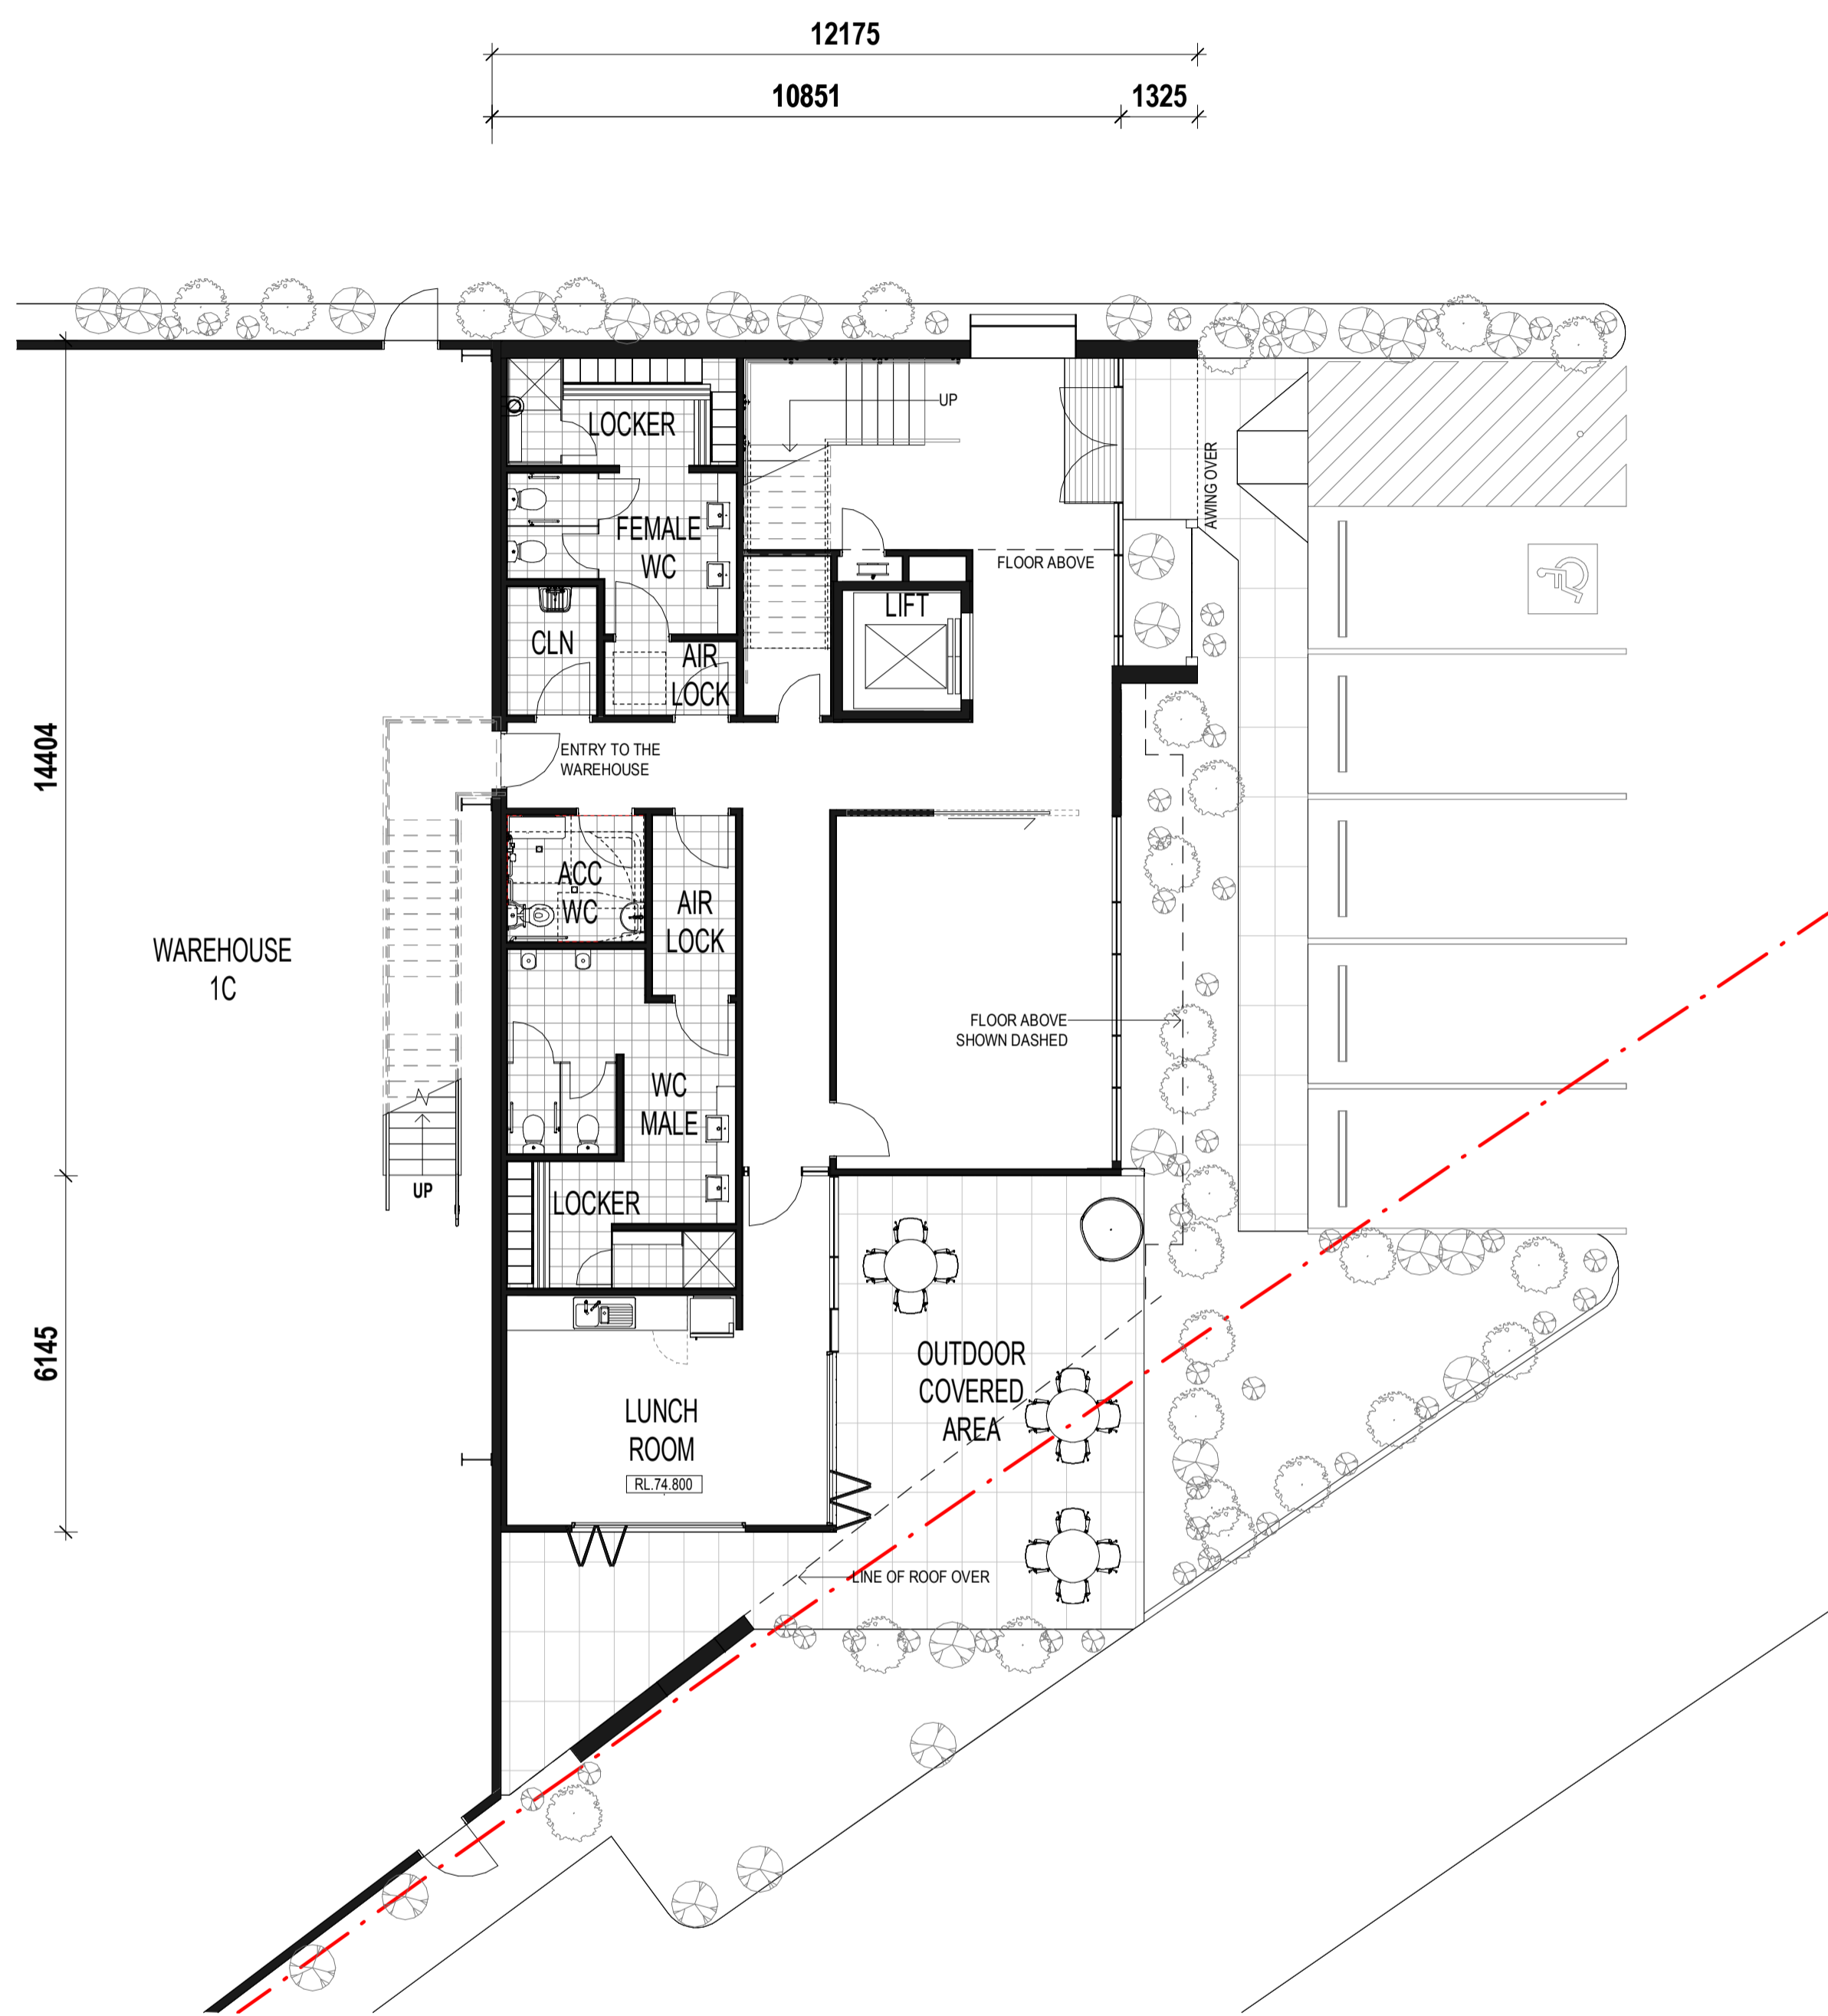 12175
10851
1325
UP
LOCKER
AWING OVER
FEMALE
WC
FLOOR ABOVE
LIFT
CLN
AIR
LOCK
14404
ENTRY TO THE
WAREHOUSE
ACC
WC
AIR
LOCK
WAREHOUSE
1C
FLOOR ABOVE
SHOWN DASHED
WC
MALE
UP
LOCKER
6145
OUTDOOR
COVERED
AREA
LUNCH
ROOM
RL.74.800
LINE OF ROOF OVER